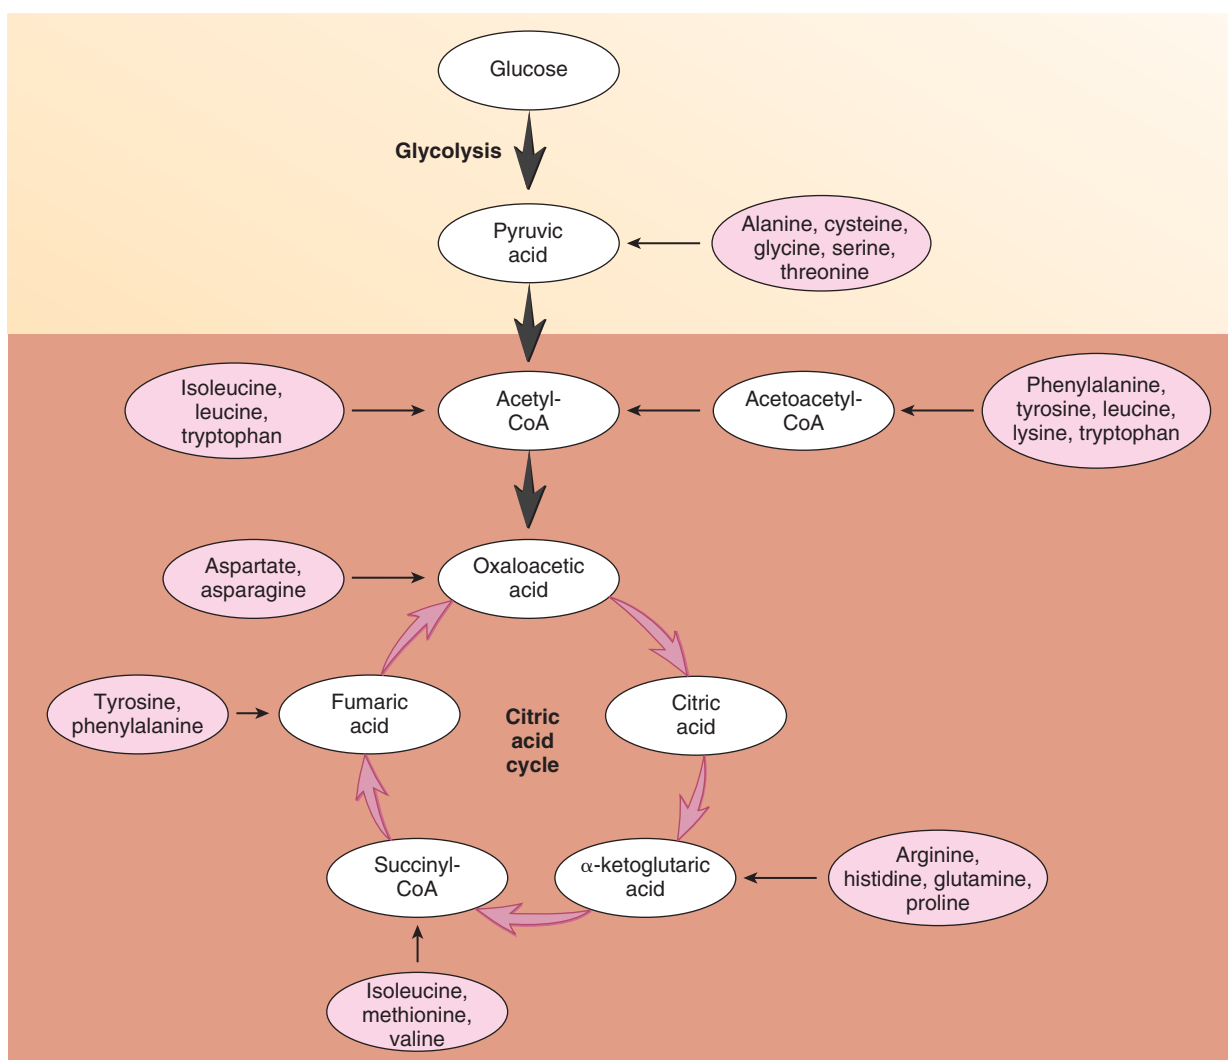 Glucose
Glycolysis
Pyruvic
acid
Alanine, cysteine,
glycine, serine,
threonine
Isoleucine,
leucine,
tryptophan
Acetyl-
CoA
Acetoacetyl-
CoA
Phenylalanine,
tyrosine, leucine,
lysine, tryptophan
Aspartate,
asparagine
Oxaloacetic
acid
Tyrosine,
phenylalanine
Fumaric
acid
Citric
acid
cycle
Citric
acid
Succinyl-
CoA
α-ketoglutaric
acid
Arginine,
histidine, glutamine,
proline
Isoleucine,
methionine,
valine